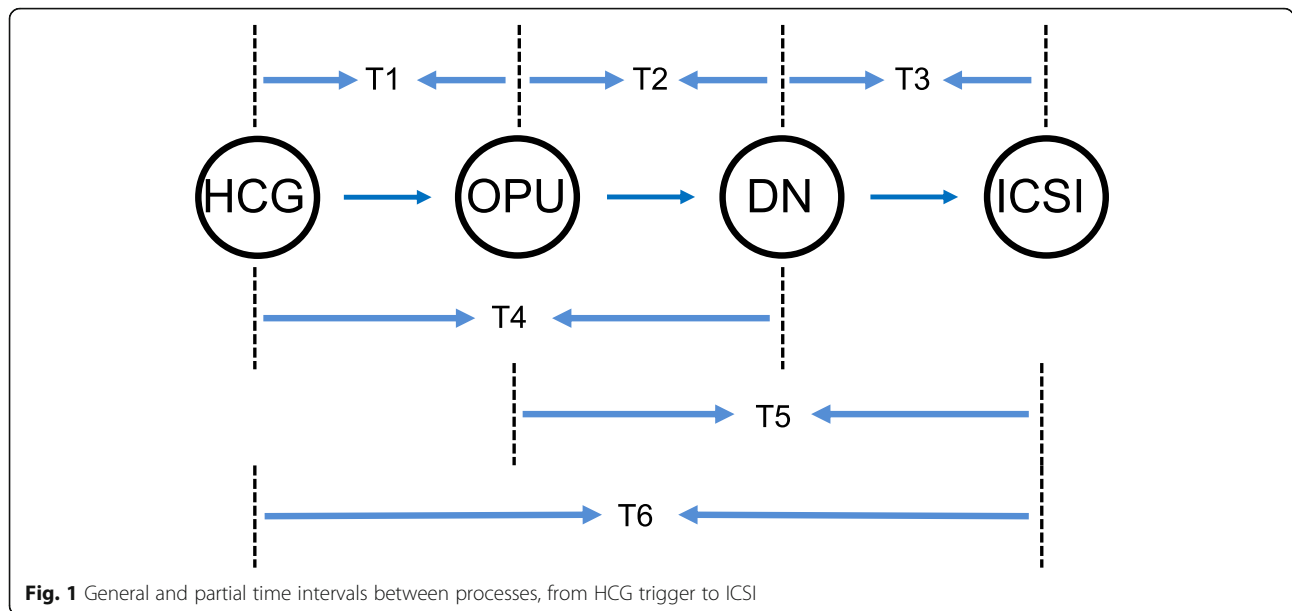 T1 T2 T3
HCG OPU DN ICSI
T4
T5
T6
Fig. 1 General and partial time intervals between processes, from HCG trigger to ICSI